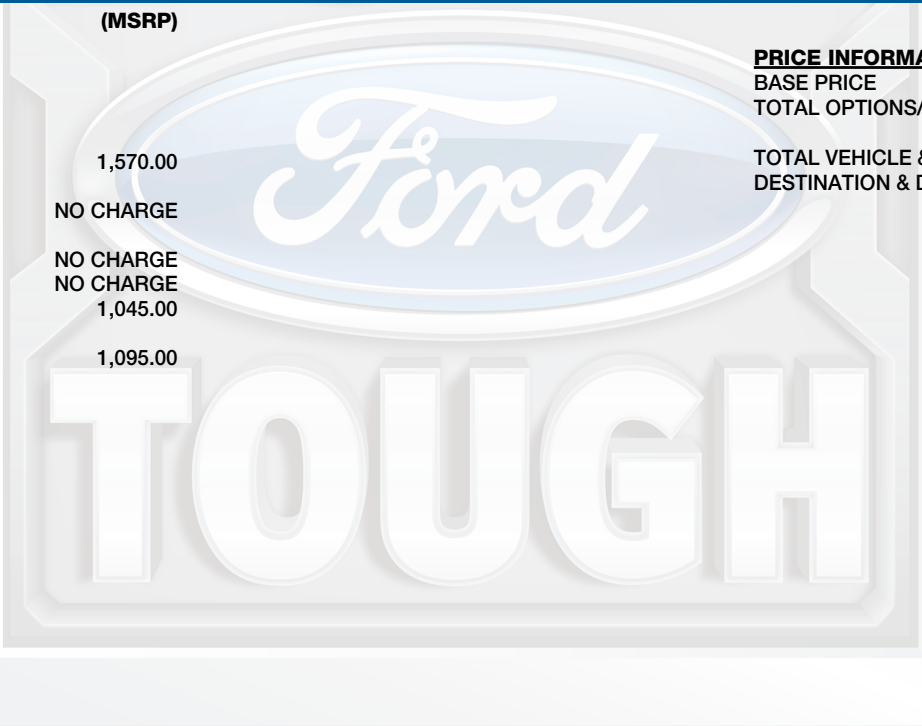 (MSRP)
1,570.00
NO CHARGE
NO CHARGE
NO CHARGE
1,045.00
1,095.00
PRICE INFORMA
BASE PRICE
TOTAL OPTIONS/
TOTAL VEHICLE &
DESTINATION & D
Ford
TOUGH